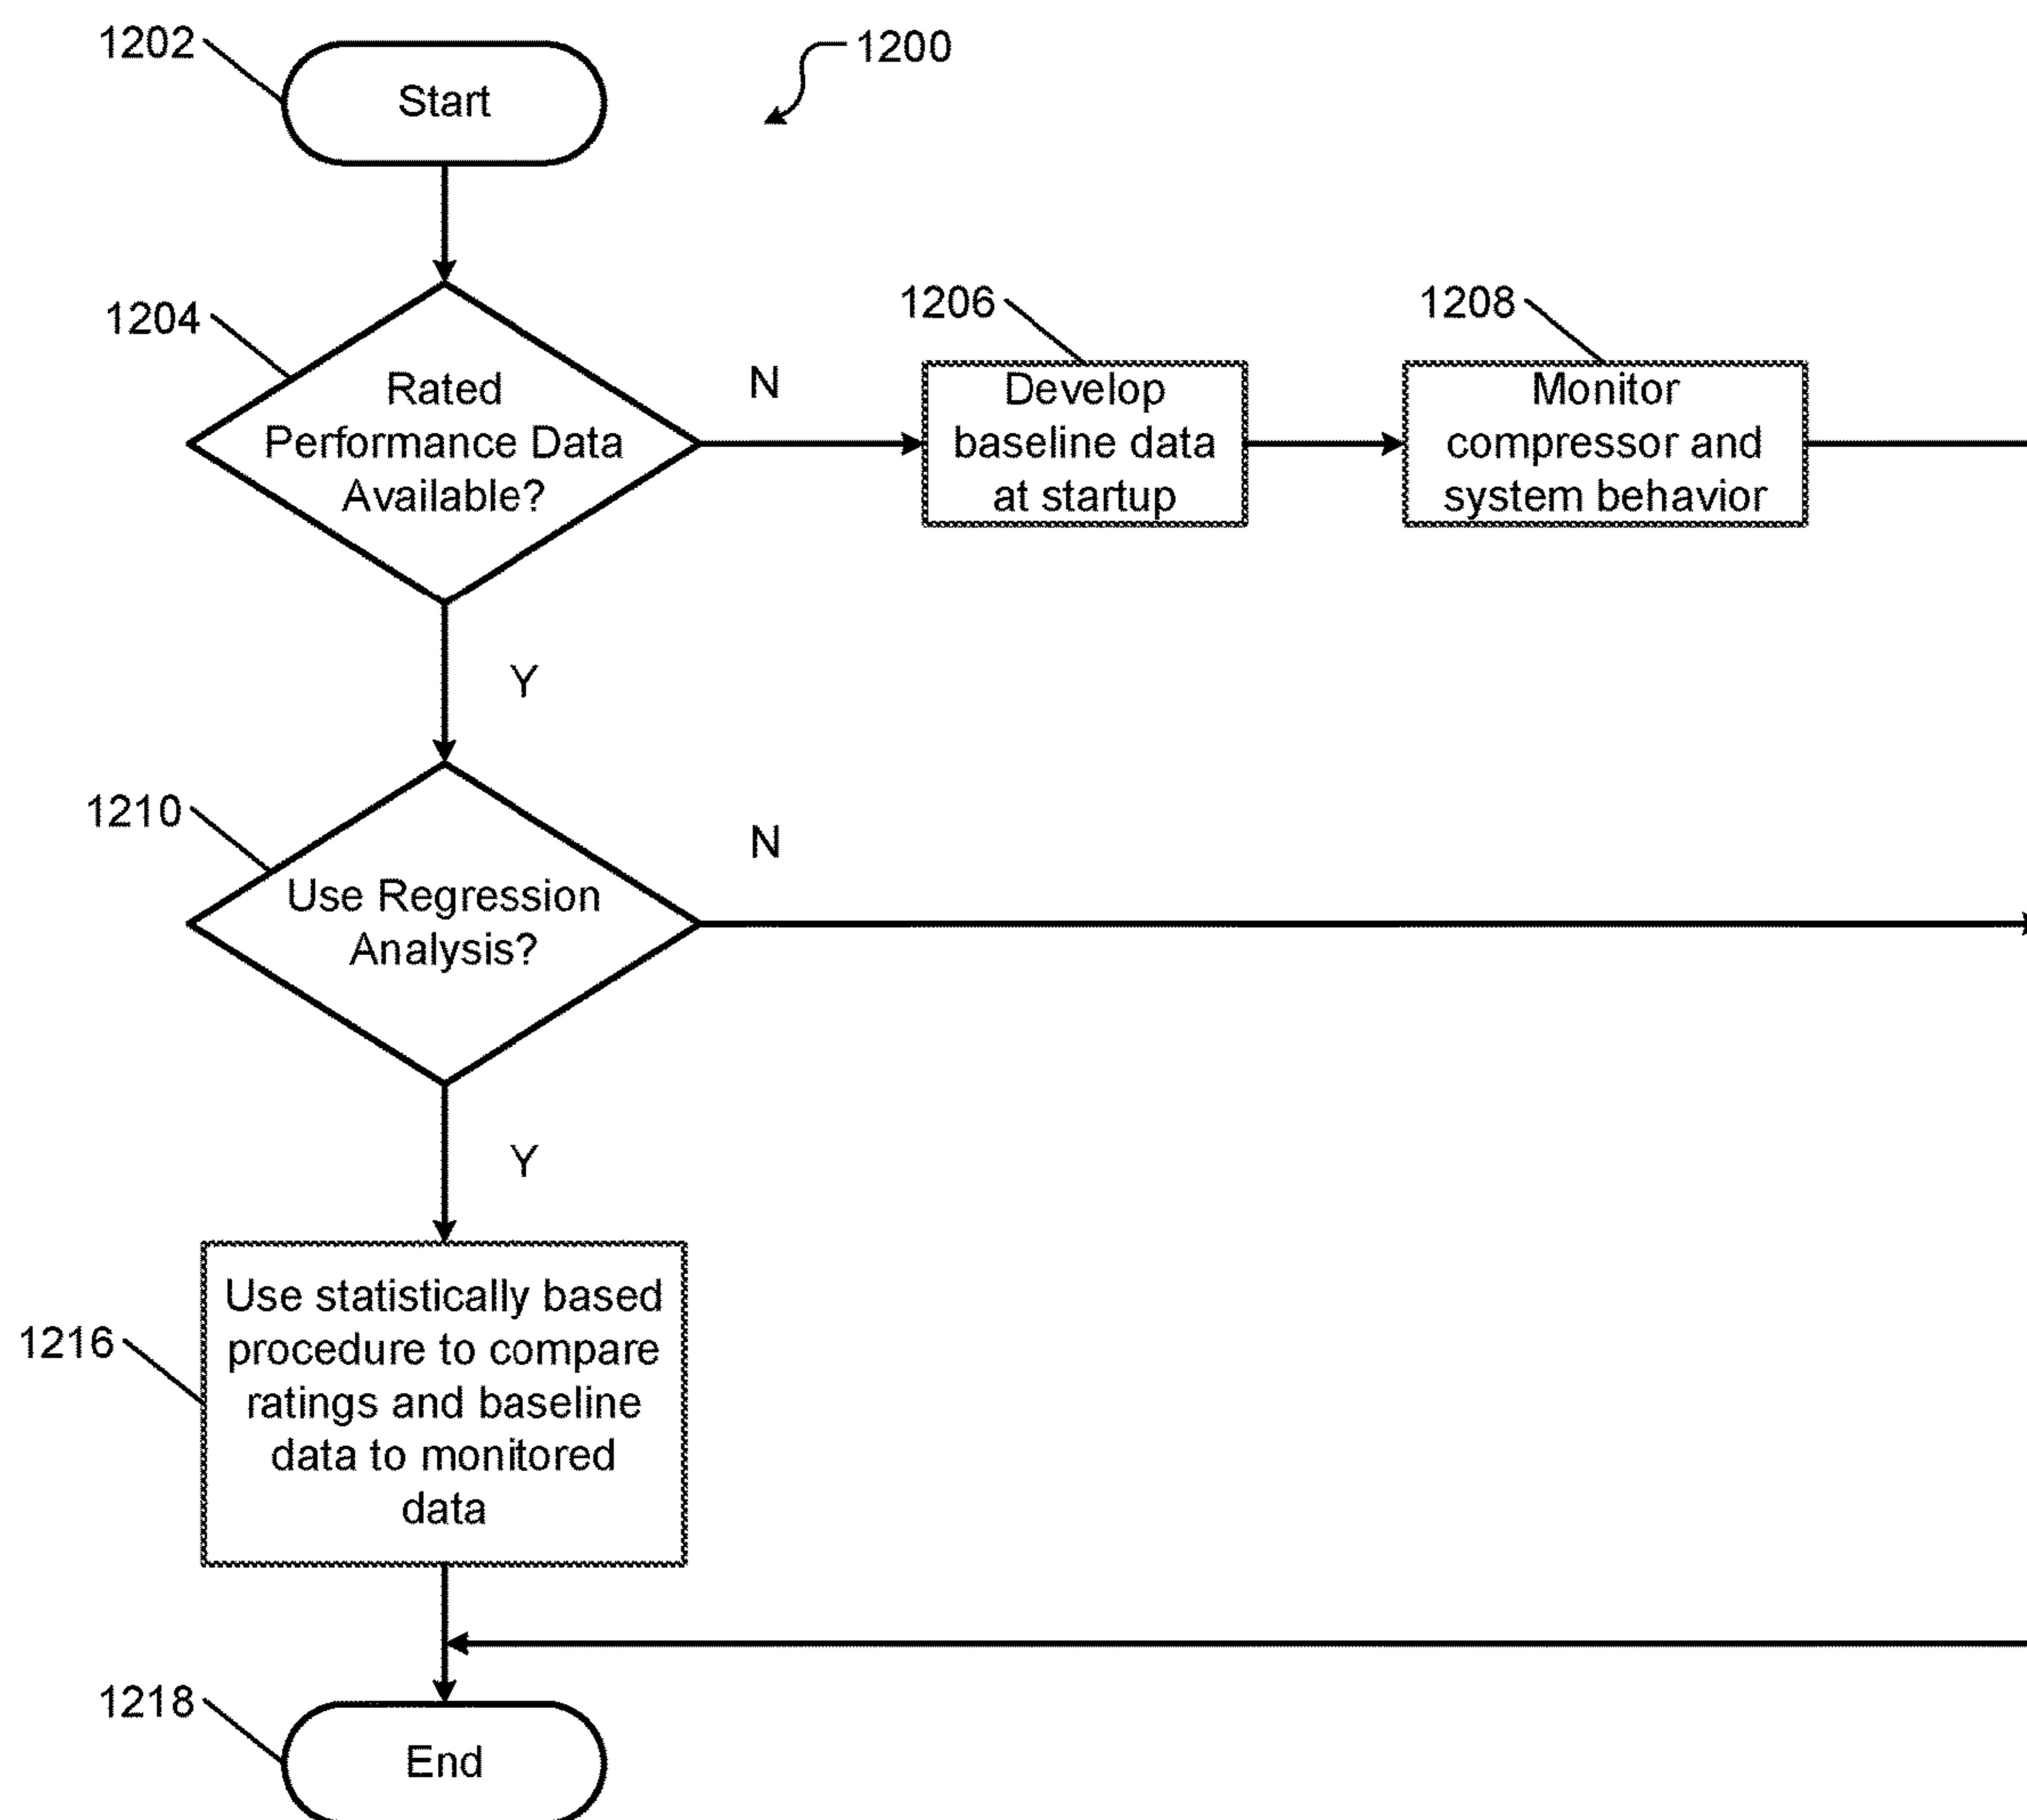 1202
Start
1200
1204
Rated
Performance Data
Available?
N
1206
Develop
baseline data
at startup
1208
Monitor
compressor and
system behavior
Y
1210
Use Regression
Analysis?
N
Y
1216
Use statistically based
procedure to compare
ratings and baseline
data to monitored
data
1218
End